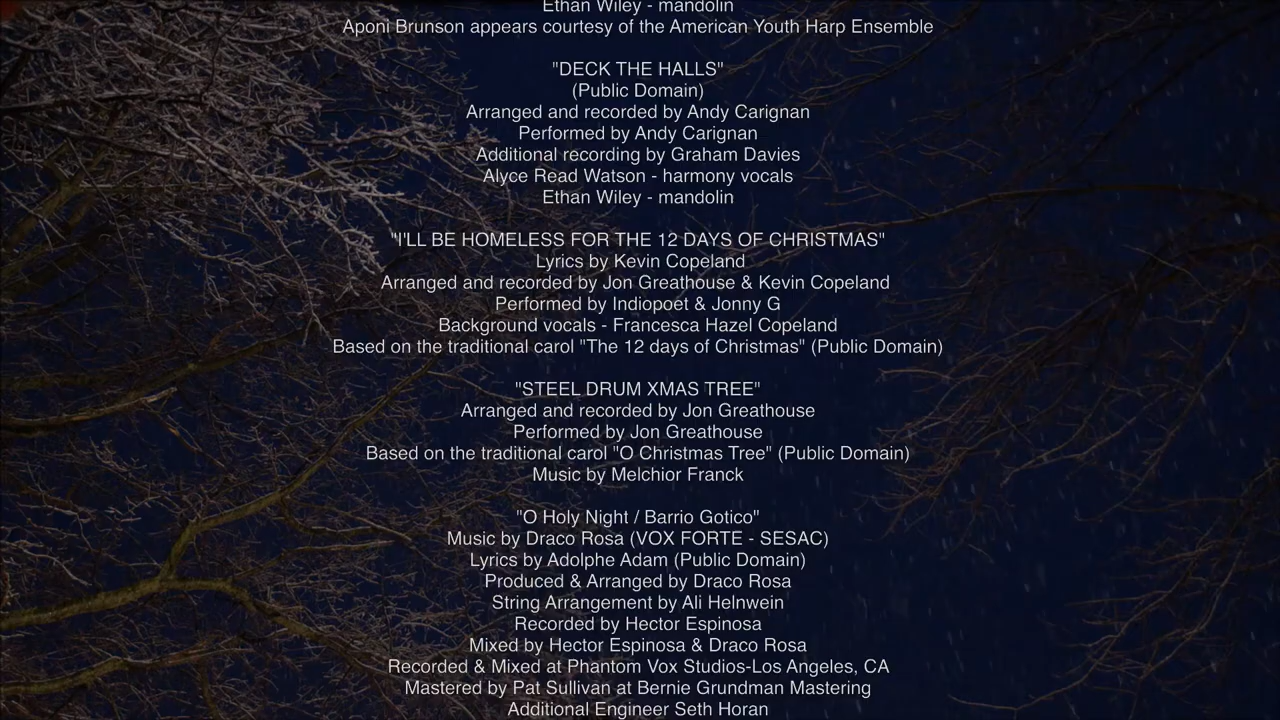 Ethan Wiley - mandolin
Aponi Brunson appears courtesy of the American Youth Harp Ensemble
"DECK THE HALLS"
(Public Domain)
Arranged and recorded by Andy Carignan
Performed by Andy Carignan
Additional recording by Graham Davies
Alyce Read Watson - harmony vocals
Ethan Wiley - mandolin
"I'LL BE HOMELESS FOR THE 12 DAYS OF CHRISTMAS"
Lyrics by Kevin Copeland
Arranged and recorded by Jon Greathouse & Kevin Copeland
Performed by Indiopoet & Jonny G
Background vocals - Francesca Hazel Copeland
Based on the traditional carol "The 12 days of Christmas" (Public Domain)
"STEEL DRUM XMAS TREE"
Arranged and recorded by Jon Greathouse
Performed by Jon Greathouse
Based on the traditional carol "O Christmas Tree" (Public Domain)
Music by Melchior Franck
"O Holy Night / Barrio Gotico"
Music by Draco Rosa (VOX FORTE - SESAC)
Lyrics by Adolphe Adam (Public Domain)
Produced & Arranged by Draco Rosa
String Arrangement by Ali Helnwein
Recorded by Hector Espinosa
Mixed by Hector Espinosa & Draco Rosa
Recorded & Mixed at Phantom Vox Studios-Los Angeles, CA
Mastered by Pat Sullivan at Bernie Grundman Mastering
Additional Engineer Seth Horan